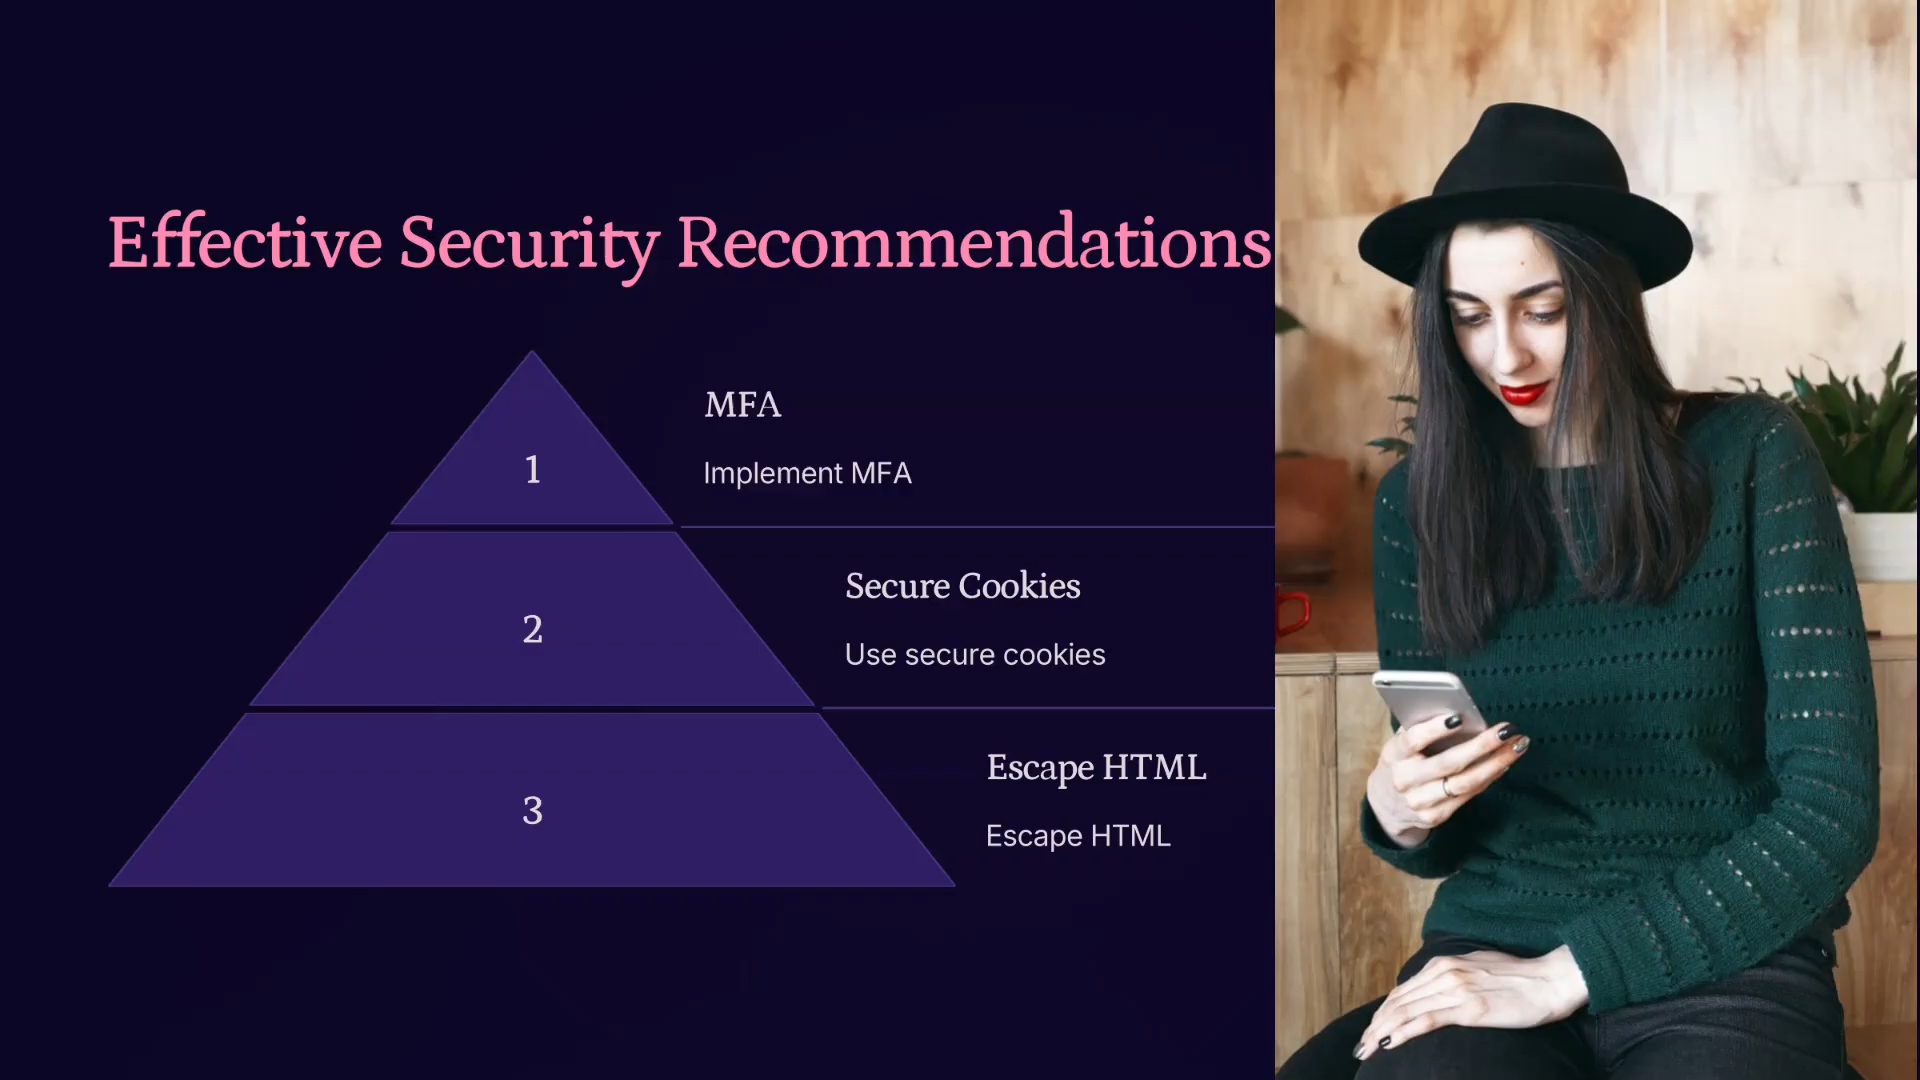 Effective Security Recommendations
1
MFA
Implement MFA
2
Secure Cookies
Use secure cookies
3
Escape HTML
Escape HTML